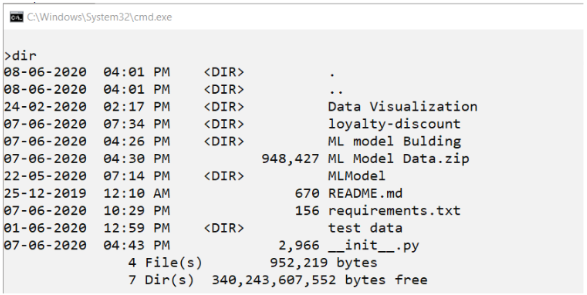 C:\Windows\System32\cmd.exe
>dir
08-06-2020  04:01 PM    <DIR>          .
08-06-2020  04:01 PM    <DIR>          ..
24-02-2020  02:17 PM    <DIR>          Data Visualization
07-06-2020  07:34 PM    <DIR>          loyalty-discount
07-06-2020  04:26 PM    <DIR>          ML model Bulding
07-06-2020  04:30 PM           948,427 ML Model Data.zip
22-05-2020  07:14 PM    <DIR>          MLModel
25-12-2019  12:10 AM               670 README.md
07-06-2020  10:29 PM               156 requirements.txt
01-06-2020  12:59 PM    <DIR>          test data
07-06-2020  04:43 PM             2,966 __init__.py
4 File(s)        952,219 bytes
7 Dir(s)  340,243,607,552 bytes free